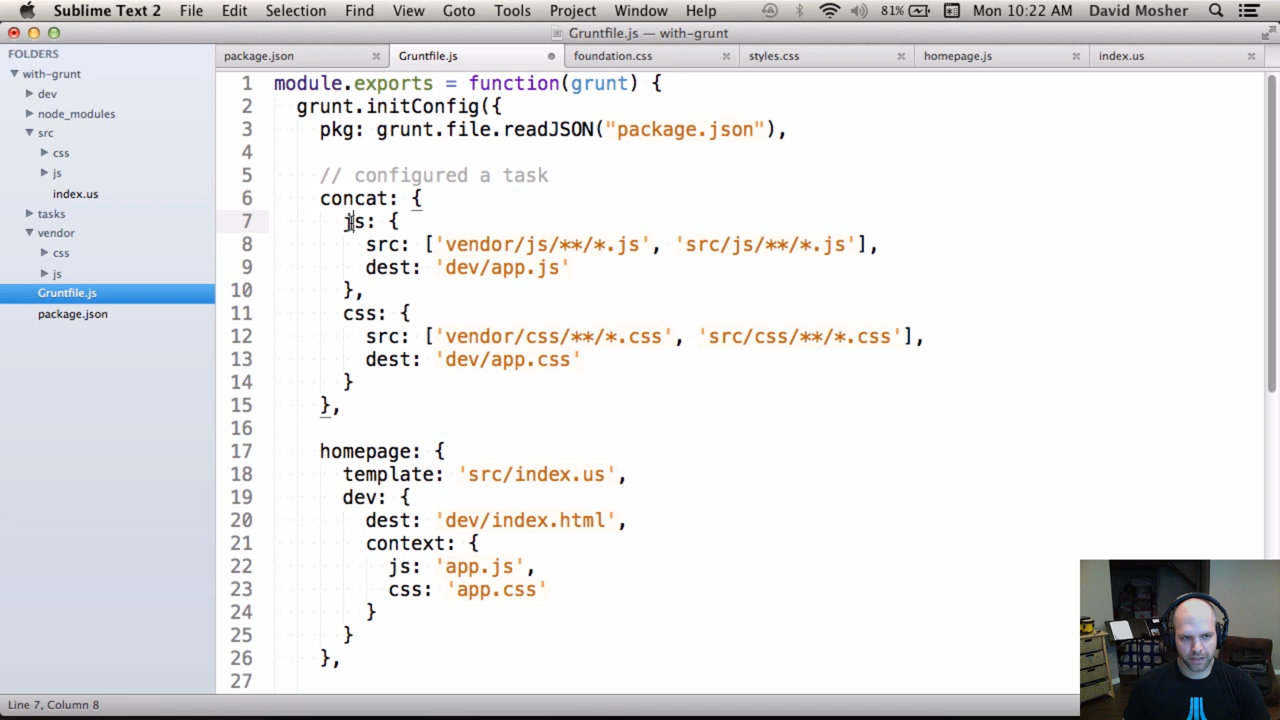 Sublime Text 2 File Edit Selection Find View Goto Tools Project Window Help 81% Mon 10:22 AM David Mosher
Gruntfile.js — with-grunt
FOLDERS
with-grunt
dev
node_modules
src
css
js
index.us
tasks
vendor
css
js
Gruntfile.js
package.json
package.json Gruntfile.js foundation.css styles.css homepage.js index.us
1 module.exports = function(grunt) {
2 grunt.initConfig({
3 pkg: grunt.file.readJSON("package.json"),
4
5 // configured a task
6 concat: {
7 js: {
8 src: ['vendor/js/**/*.js', 'src/js/**/*.js'],
9 dest: 'dev/app.js'
10 },
11 css: {
12 src: ['vendor/css/**/*.css', 'src/css/**/*.css'],
13 dest: 'dev/app.css'
14 }
15 },
16
17 homepage: {
18 template: 'src/index.us',
19 dev: {
20 dest: 'dev/index.html',
21 context: {
22 js: 'app.js',
23 css: 'app.css'
24 }
25 }
26 },
27
Line 7, Column 8